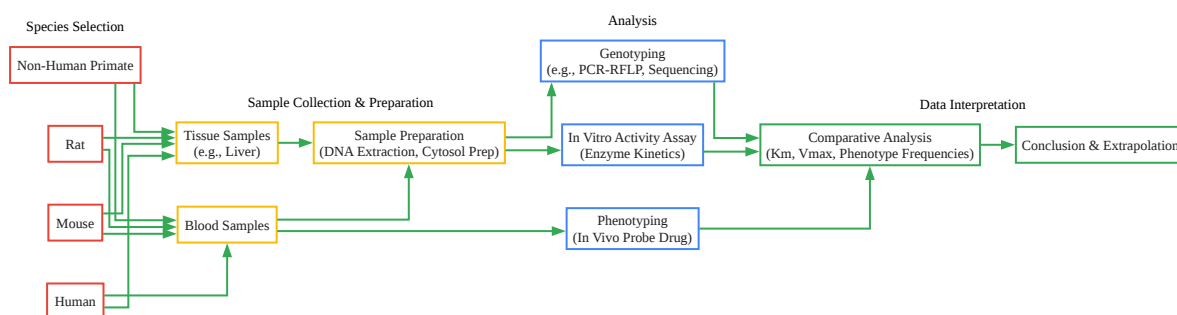 Species Selection
Non-Human Primate
Rat
Mouse
Human
Sample Collection & Preparation
Tissue Samples
(e.g., Liver)
Blood Samples
Sample Preparation
(DNA Extraction, Cytosol Prep)
Analysis
Genotyping
(e.g., PCR-RFLP, Sequencing)
In Vitro Activity Assay
(Enzyme Kinetics)
Phenotyping
(In Vivo Probe Drug)
Data Interpretation
Comparative Analysis
(Km, Vmax, Phenotype Frequencies)
Conclusion & Extrapolation